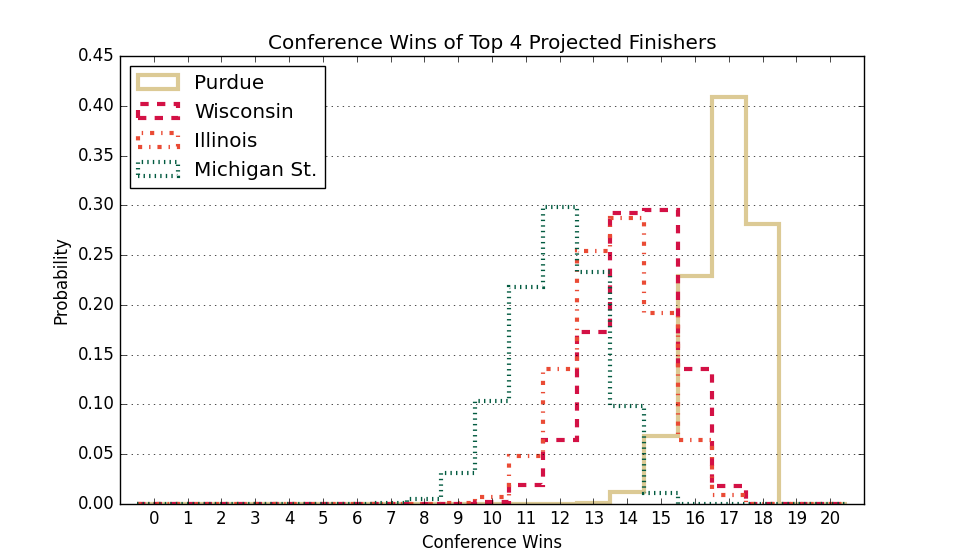 Conference Wins of Top 4 Projected Finishers
Purdue
Wisconsin
Illinois
Michigan St.
Probability
0.45
0.40
0.35
0.30
0.25
0.20
0.15
0.10
0.05
0.00
0 1 2 3 4 5 6 7 8 9 10 11 12 13 14 15 16 17 18 19 20
Conference Wins